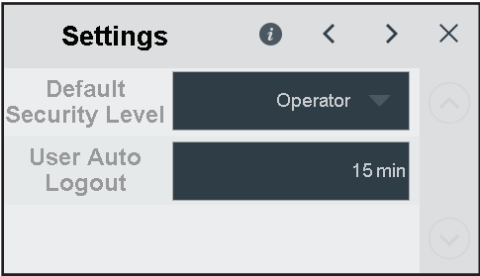 Settings
Default
Security Level
Operator
User Auto
Logout
15 min